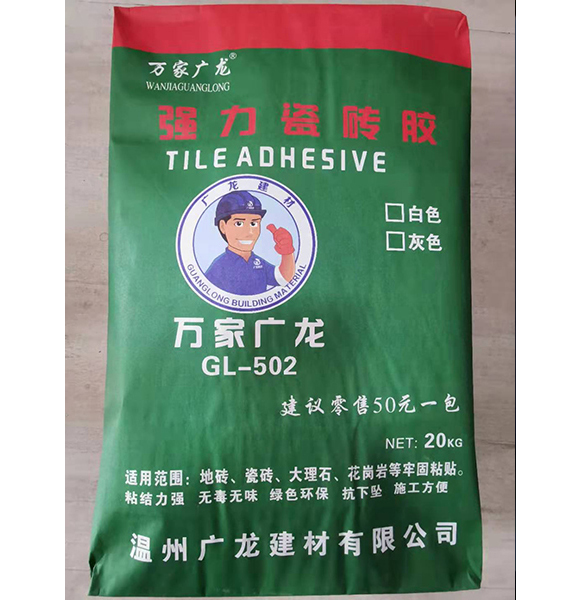 万家广龙®
WANJIAGUANGLONG
强力瓷砖胶
TILE ADHESIVE
广龙建材
GUANGLONG BUILDING MATERIAL
□白色
□灰色
万家广龙
GL-502
建议零售50元一包
NET: 20KG
适用范围：地砖、瓷砖、大理石、花岗岩等牢固粘贴。
粘结力强 无毒无味 绿色环保 抗下坠 施工方便
温州广龙建材有限公司